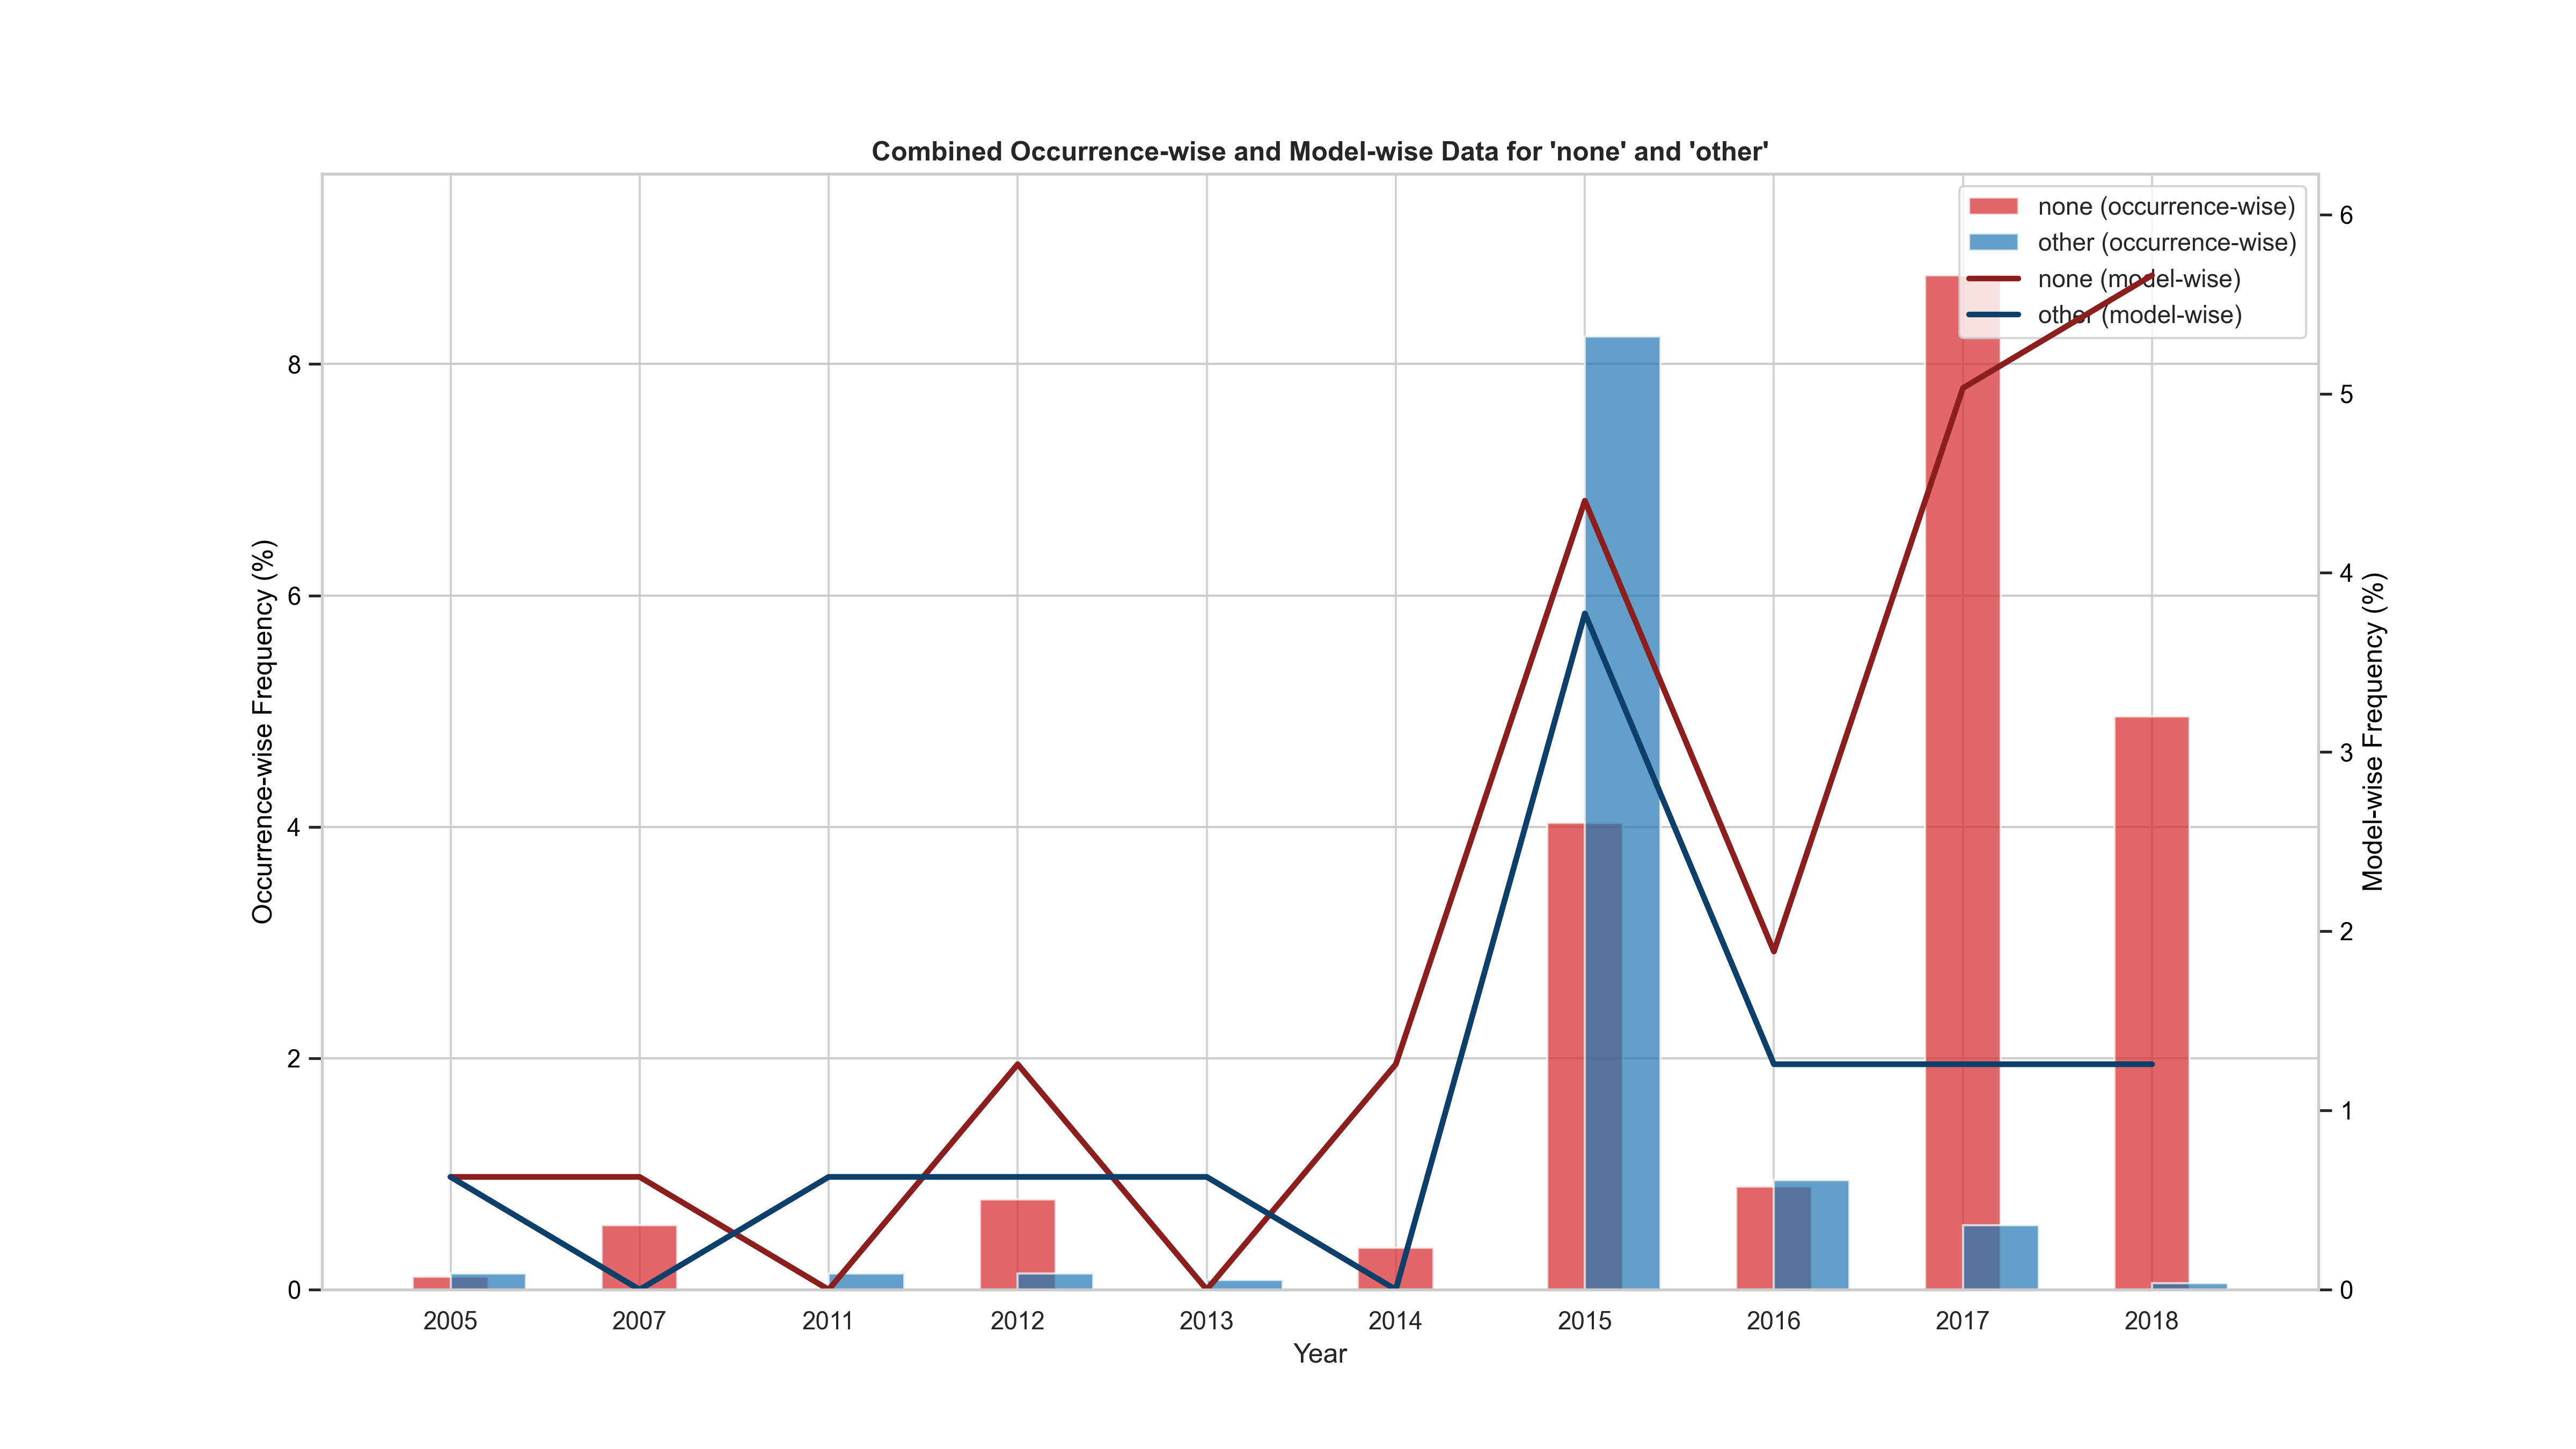 Combined Occurrence-wise and Model-wise Data for 'none' and 'other'
none (occurrence-wise)
other (occurrence-wise)
none (model-wise)
other (model-wise)
Occurrence-wise Frequency (%)
8
6
4
2
0
6
5
4
3
2
1
0
Model-wise Frequency (%)
2005 2007 2011 2012 2013 2014 2015 2016 2017 2018
Year